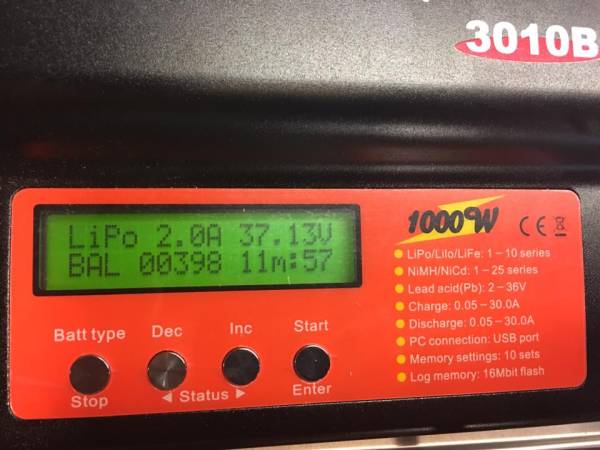 3010B
LiPo 2.0A 37.13V
BAL 00398 11m:57
1000W CE
LiPo/LiIo/LiFe: 1 – 10 series
NiMH/NiCd: 1 – 25 series
Lead acid(Pb): 2 – 36V
Charge: 0.05 – 30.0A
Discharge: 0.05 – 30.0A
PC connection: USB port
Memory settings: 10 sets
Log memory: 16Mbit flash
Batt type Dec Inc Start
Stop ◄ Status ► Enter